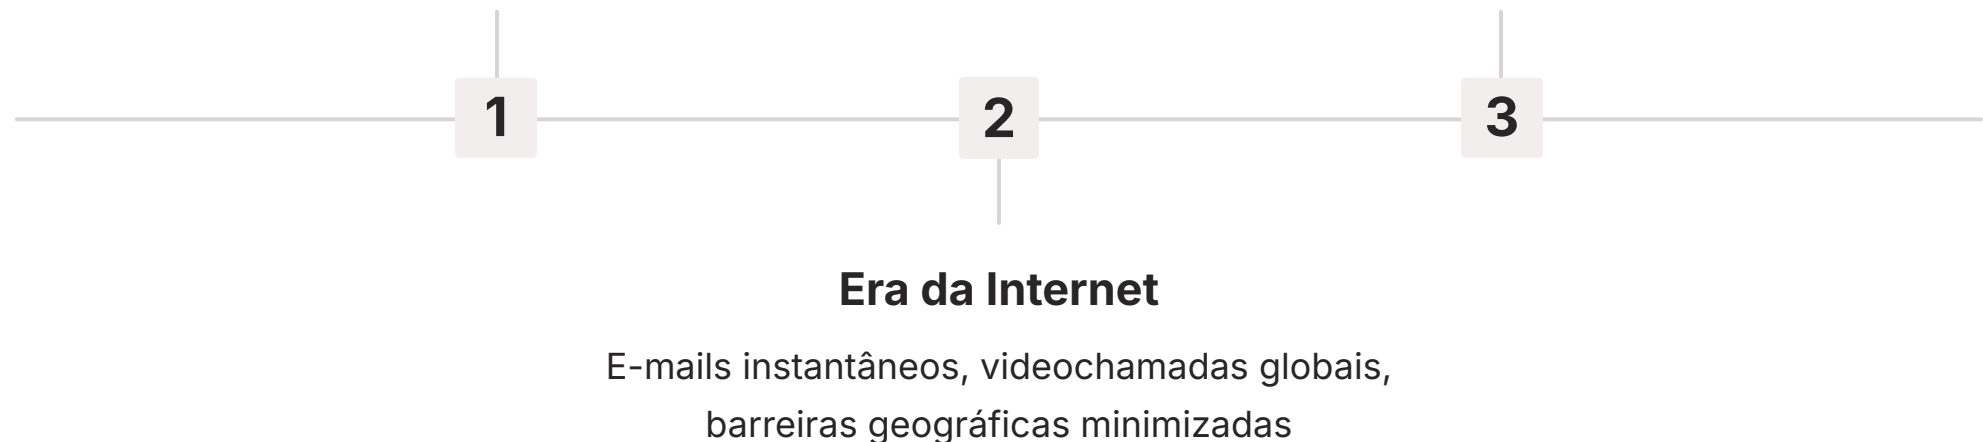 1 2 3
Era da Internet
E-mails instantâneos, videochamadas globais,
barreiras geográficas minimizadas